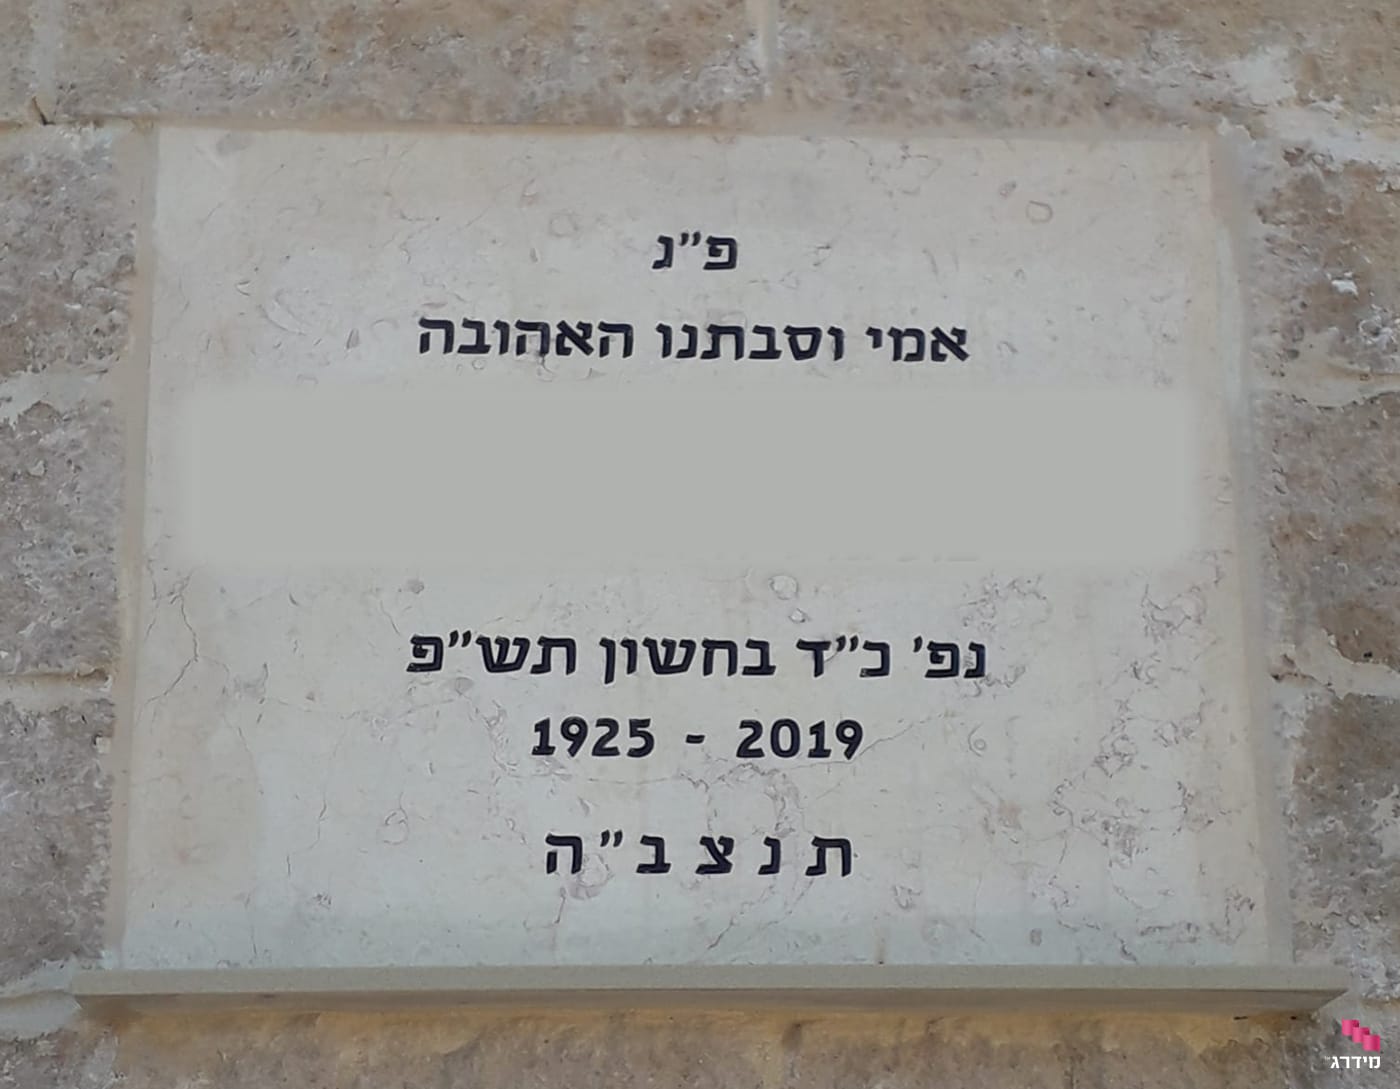 פ"נ
אמי וסבתנו האהובה
נפ' כ"ד בחשון תש"פ
1925 - 2019
ת נ צ ב " ה
מידרג